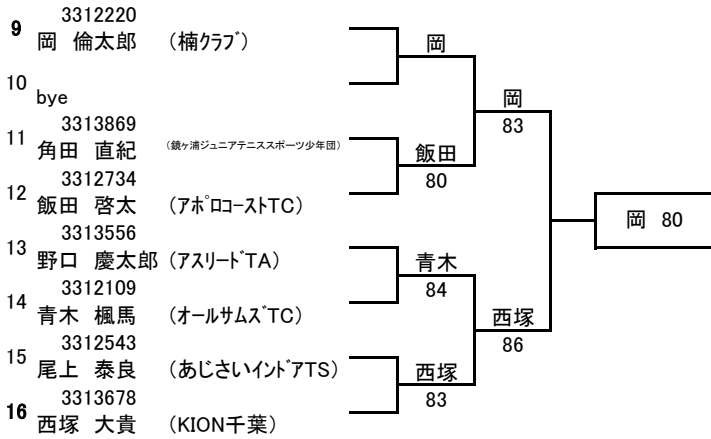 3312220
9 岡 倫太郎 (楠クラブ)
岡
10 bye
岡
83
3313869
11 角田 直紀 (鏡ヶ浦ジュニアテニススポーツ少年団)
飯田
80
3312734
12 飯田 啓太 (アポロコーストTC)
岡 80
3313556
13 野口 慶太郎 (アスリードTA)
青木
84
3312109
14 青木 楓馬 (オールサムズTC)
西塚
86
3312543
15 尾上 泰良 (あじさいインドアTS)
西塚
83
3313678
16 西塚 大貴 (KION千葉)